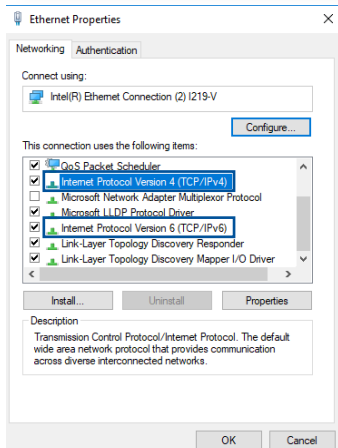 Ethernet Properties
Networking Authentication
Connect using:
Intel(R) Ethernet Connection (2) I219-V
Configure...
This connection uses the following items:
QoS Packet Scheduler
Internet Protocol Version 4 (TCP/IPv4)
Microsoft Network Adapter Multiplexor Protocol
Microsoft LLDP Protocol Driver
Internet Protocol Version 6 (TCP/IPv6)
Link-Layer Topology Discovery Responder
Link-Layer Topology Discovery Mapper I/O Driver
Install... Uninstall Properties
Description
Transmission Control Protocol/Internet Protocol. The default
wide area network protocol that provides communication
across diverse interconnected networks.
OK Cancel